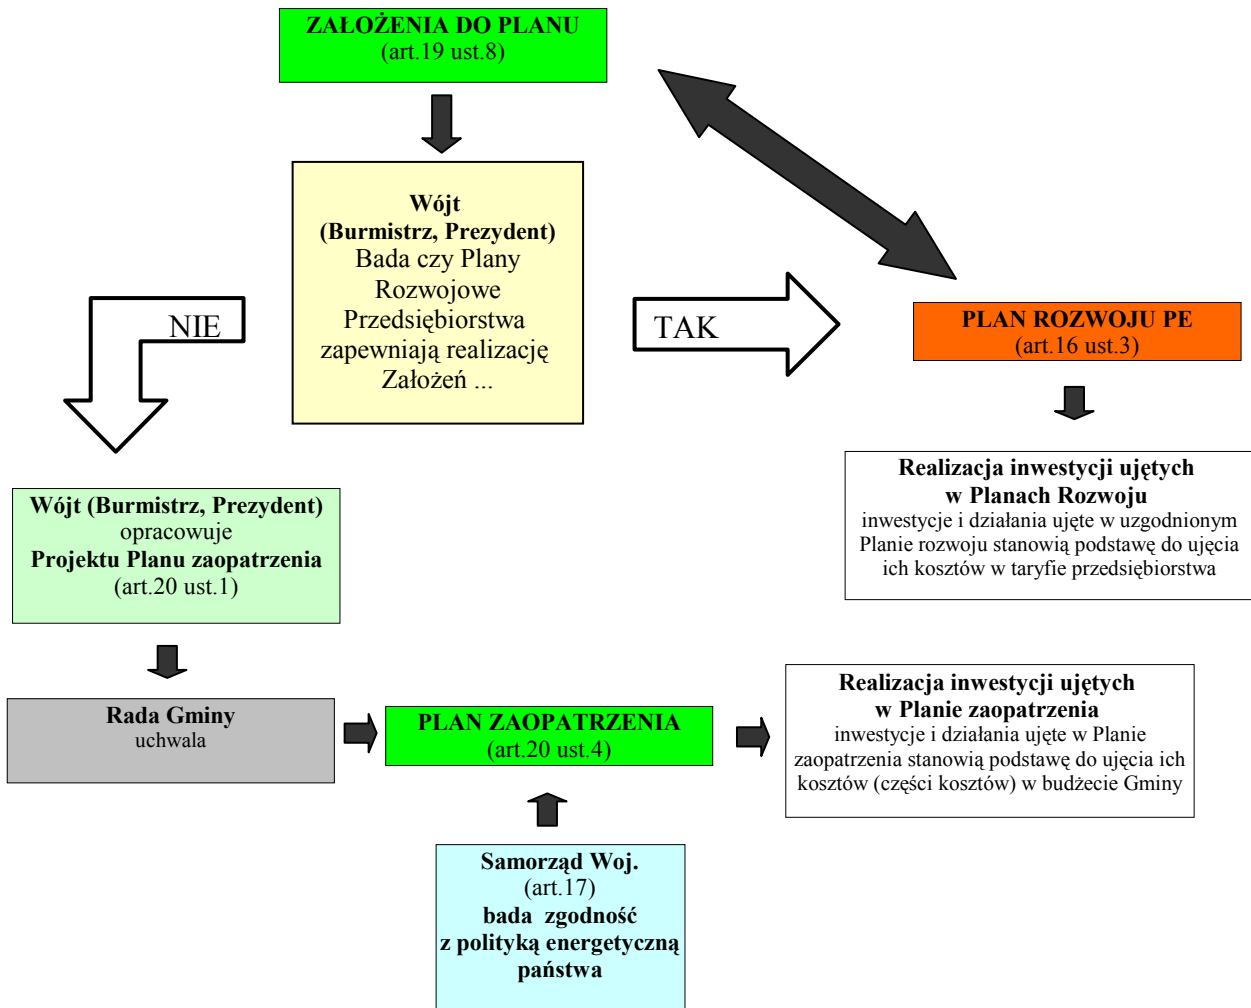 ZAŁOŻENIA DO PLANU
(art.19 ust.8)
Wójt
(Burmistrz, Prezydent)
Bada czy Plany
Rozwojowe
Przedsiębiorstwa
zapewniają realizację
Założeń ...
NIE
TAK
PLAN ROZWOJU PE
(art.16 ust.3)
Realizacja inwestycji ujętych
w Planach Rozwoju
inwestycje i działania ujęte w uzgodnionym
Planie rozwoju stanowią podstawę do ujęcia
ich kosztów w taryfie przedsiębiorstwa
Wójt (Burmistrz, Prezydent)
opracowuje
Projektu Planu zaopatrzenia
(art.20 ust.1)
Rada Gminy
uchwala
PLAN ZAOPATRZENIA
(art.20 ust.4)
Realizacja inwestycji ujętych
w Planie zaopatrzenia
inwestycje i działania ujęte w Planie
zaopatrzenia stanowią podstawę do ujęcia ich
kosztów (części kosztów) w budżecie Gminy
Samorząd Woj.
(art.17)
bada zgodność
z polityką energetyczną
państwa